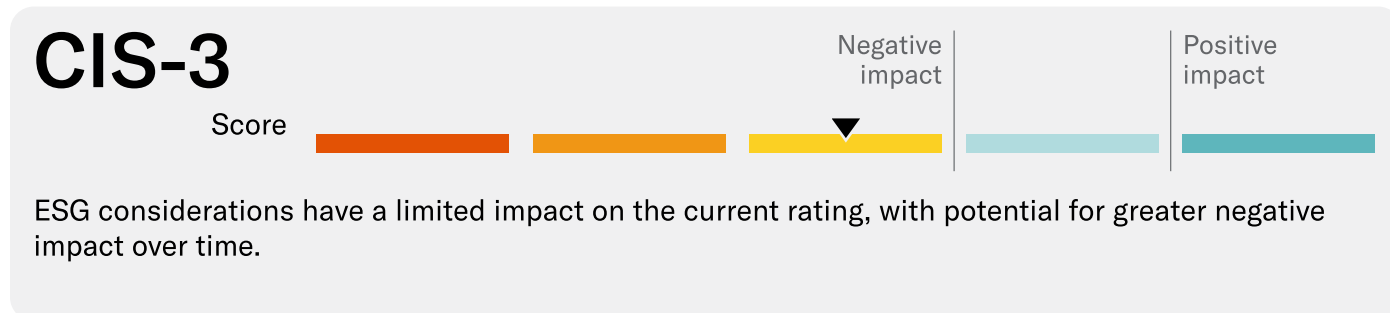 CIS-3
Negative
impact
Positive
impact
Score
ESG considerations have a limited impact on the current rating, with potential for greater negative
impact over time.